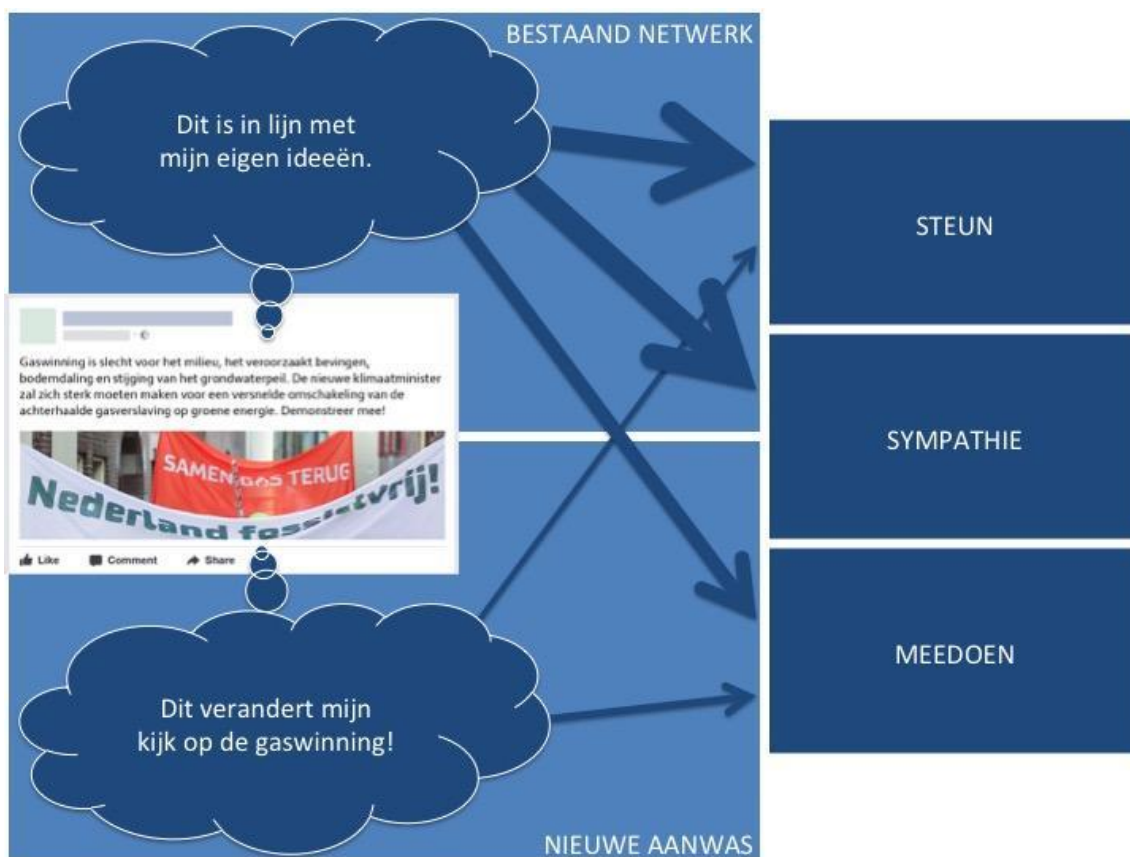 BESTAAND NETWERK
Dit is in lijn met
mijn eigen ideeën.
Gaswinning is slecht voor het milieu, het veroorzaakt bevingen,
bodemdaling en stijging van het grondwaterpeil. De nieuwe klimaatminister
zal zich sterk moeten maken voor een versnelde omschakeling van de
achterhaalde gasverslaving op groene energie. Demonstreer mee!
SAMEN GAS TERUG
Nederland fossielvrij!
Like Comment Share
Dit verandert mijn
kijk op de gaswinning!
NIEUWE AANWAS
STEUN
SYMPATHIE
MEEDOEN